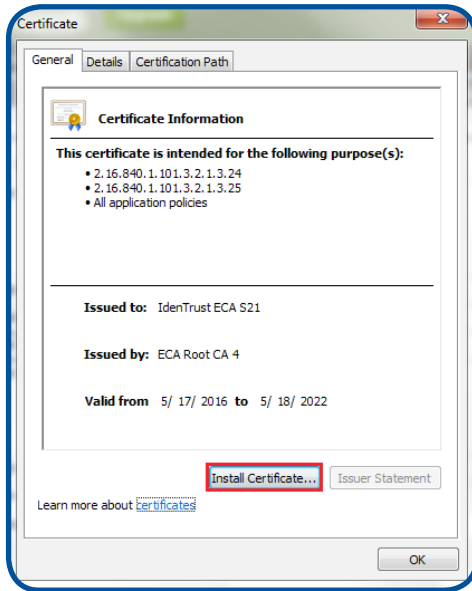 Certificate
General Details Certification Path
Certificate Information
This certificate is intended for the following purpose(s):
• 2.16.840.1.101.3.2.1.3.24
• 2.16.840.1.101.3.2.1.3.25
• All application policies
Issued to: IdenTrust ECA S21
Issued by: ECA Root CA 4
Valid from 5/ 17/ 2016 to 5/ 18/ 2022
Install Certificate... Issuer Statement
Learn more about certificates
OK